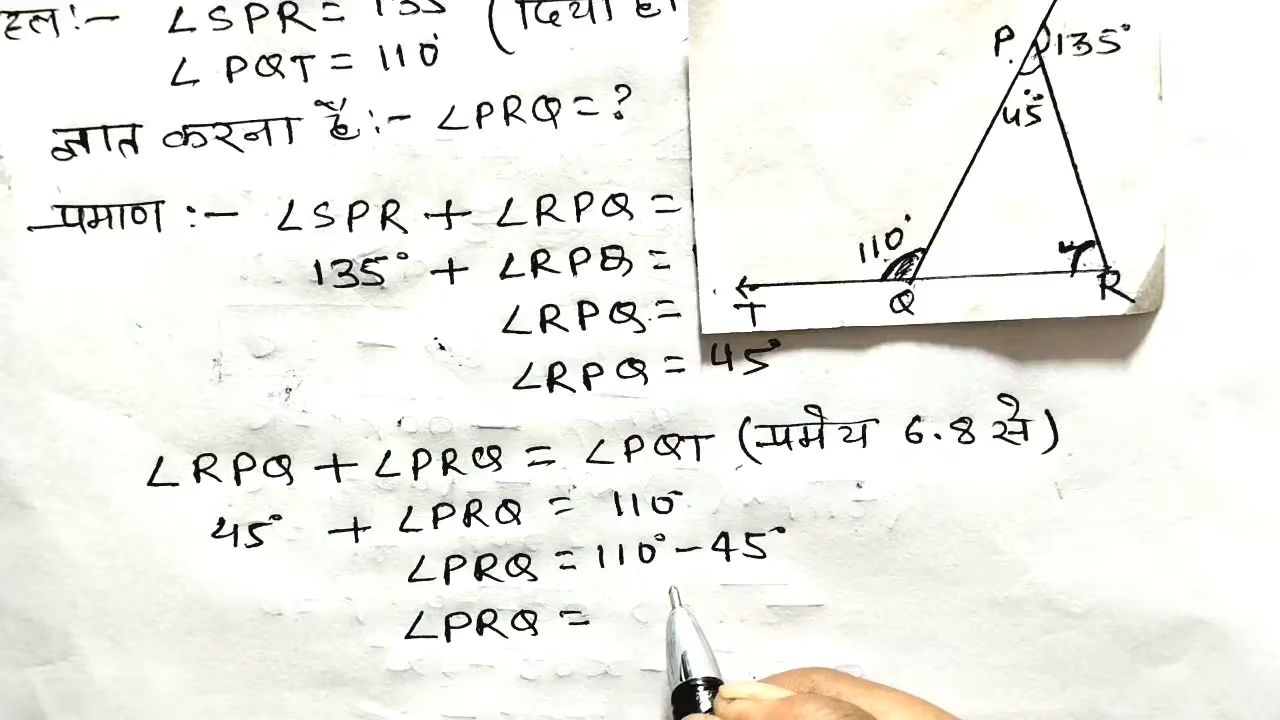 हल:- ∠SPR = 135 (दिया है।
∠PQT = 110°
ज्ञात करना है:- ∠PRQ = ?
प्रमाण :- ∠SPR + ∠RPQ =
135° + ∠RPQ =
∠RPQ =
∠RPQ = 45°
∠RPQ + ∠PRQ = ∠PQT (प्रमेय 6.8 से)
45° + ∠PRQ = 110°
∠PRQ = 110° - 45°
∠PRQ =
P 135°
45°
110°
T Q R